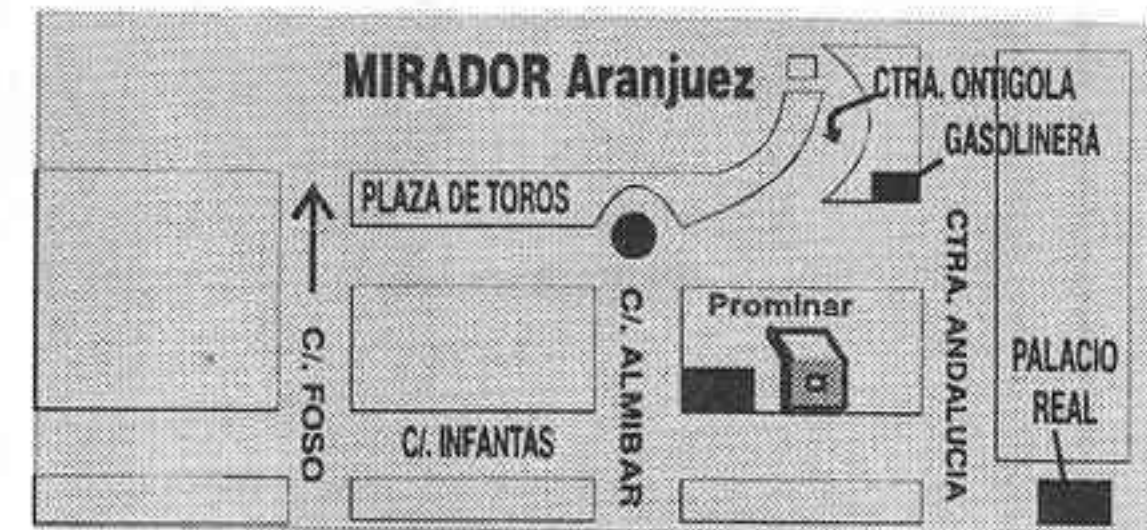 MIRADOR Aranjuez
CTRA. ONTIGOLA
GASOLINERA
PLAZA DE TOROS
C/. FOSO
C/. ALMIBAR
Prominar
α
CTRA. ANDALUCIA
PALACIO
REAL
C/. INFANTAS